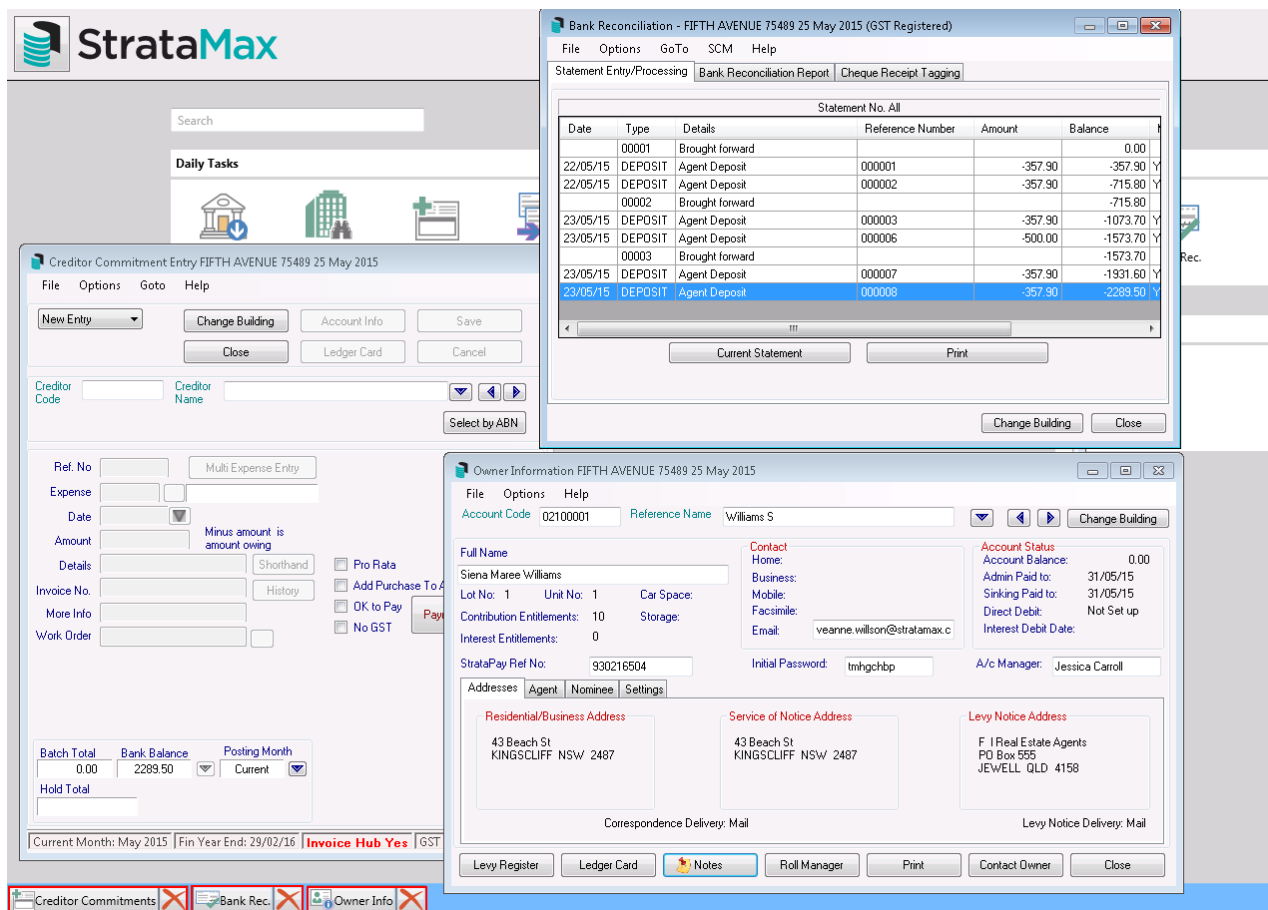 StrataMax
Search
Daily Tasks
Rec.
Bank Reconciliation - FIFTH AVENUE 75489 25 May 2015 (GST Registered)
File Options GoTo SCM Help
Statement Entry/Processing Bank Reconciliation Report Cheque Receipt Tagging
Statement No. All
Date Type Details Reference Number Amount Balance
00001 Brought forward 0.00
22/05/15 DEPOSIT Agent Deposit 000001 -357.90 -357.90 Y
22/05/15 DEPOSIT Agent Deposit 000002 -357.90 -715.80 Y
00002 Brought forward -715.80
23/05/15 DEPOSIT Agent Deposit 000003 -357.90 -1073.70 Y
23/05/15 DEPOSIT Agent Deposit 000006 -500.00 -1573.70 Y
00003 Brought forward -1573.70
23/05/15 DEPOSIT Agent Deposit 000007 -357.90 -1931.60 Y
23/05/15 DEPOSIT Agent Deposit 000008 -357.90 -2289.50 Y
Current Statement Print
Change Building Close
Creditor Commitment Entry FIFTH AVENUE 75489 25 May 2015
File Options Goto Help
New Entry Change Building Account Info Save
Close Ledger Card Cancel
Creditor Code Creditor Name
Select by ABN
Ref. No Multi Expense Entry
Expense
Date
Amount Minus amount is amount owing
Details Shorthand Pro Rata
Invoice No. History Add Purchase To
More Info OK to Pay
Work Order No GST
Batch Total Bank Balance Posting Month
0.00 2289.50 Current
Hold Total
Current Month: May 2015 Fin Year End: 29/02/16 Invoice Hub Yes GST
Owner Information FIFTH AVENUE 75489 25 May 2015
File Options Help
Account Code 02100001 Reference Name Williams S Change Building
Full Name
Siena Maree Williams
Lot No: 1 Unit No: 1 Car Space:
Contribution Entitlements: 10 Storage:
Interest Entitlements: 0
Contact
Home:
Business:
Mobile:
Facsimile:
Email: veanne.willson@stratamax.c
Account Status
Account Balance: 0.00
Admin Paid to: 31/05/15
Sinking Paid to: 31/05/15
Direct Debit: Not Set up
Interest Debit Date:
StrataPay Ref No: 930216504 Initial Password: tmhgchbp A/c Manager: Jessica Carroll
Addresses Agent Nominee Settings
Residential/Business Address
43 Beach St
KINGSCLIFF NSW 2487
Service of Notice Address
43 Beach St
KINGSCLIFF NSW 2487
Levy Notice Address
F I Real Estate Agents
PO Box 555
JEWELL QLD 4158
Correspondence Delivery: Mail Levy Notice Delivery: Mail
Levy Register Ledger Card Notes Roll Manager Print Contact Owner Close
Creditor Commitments Bank Rec. Owner Info